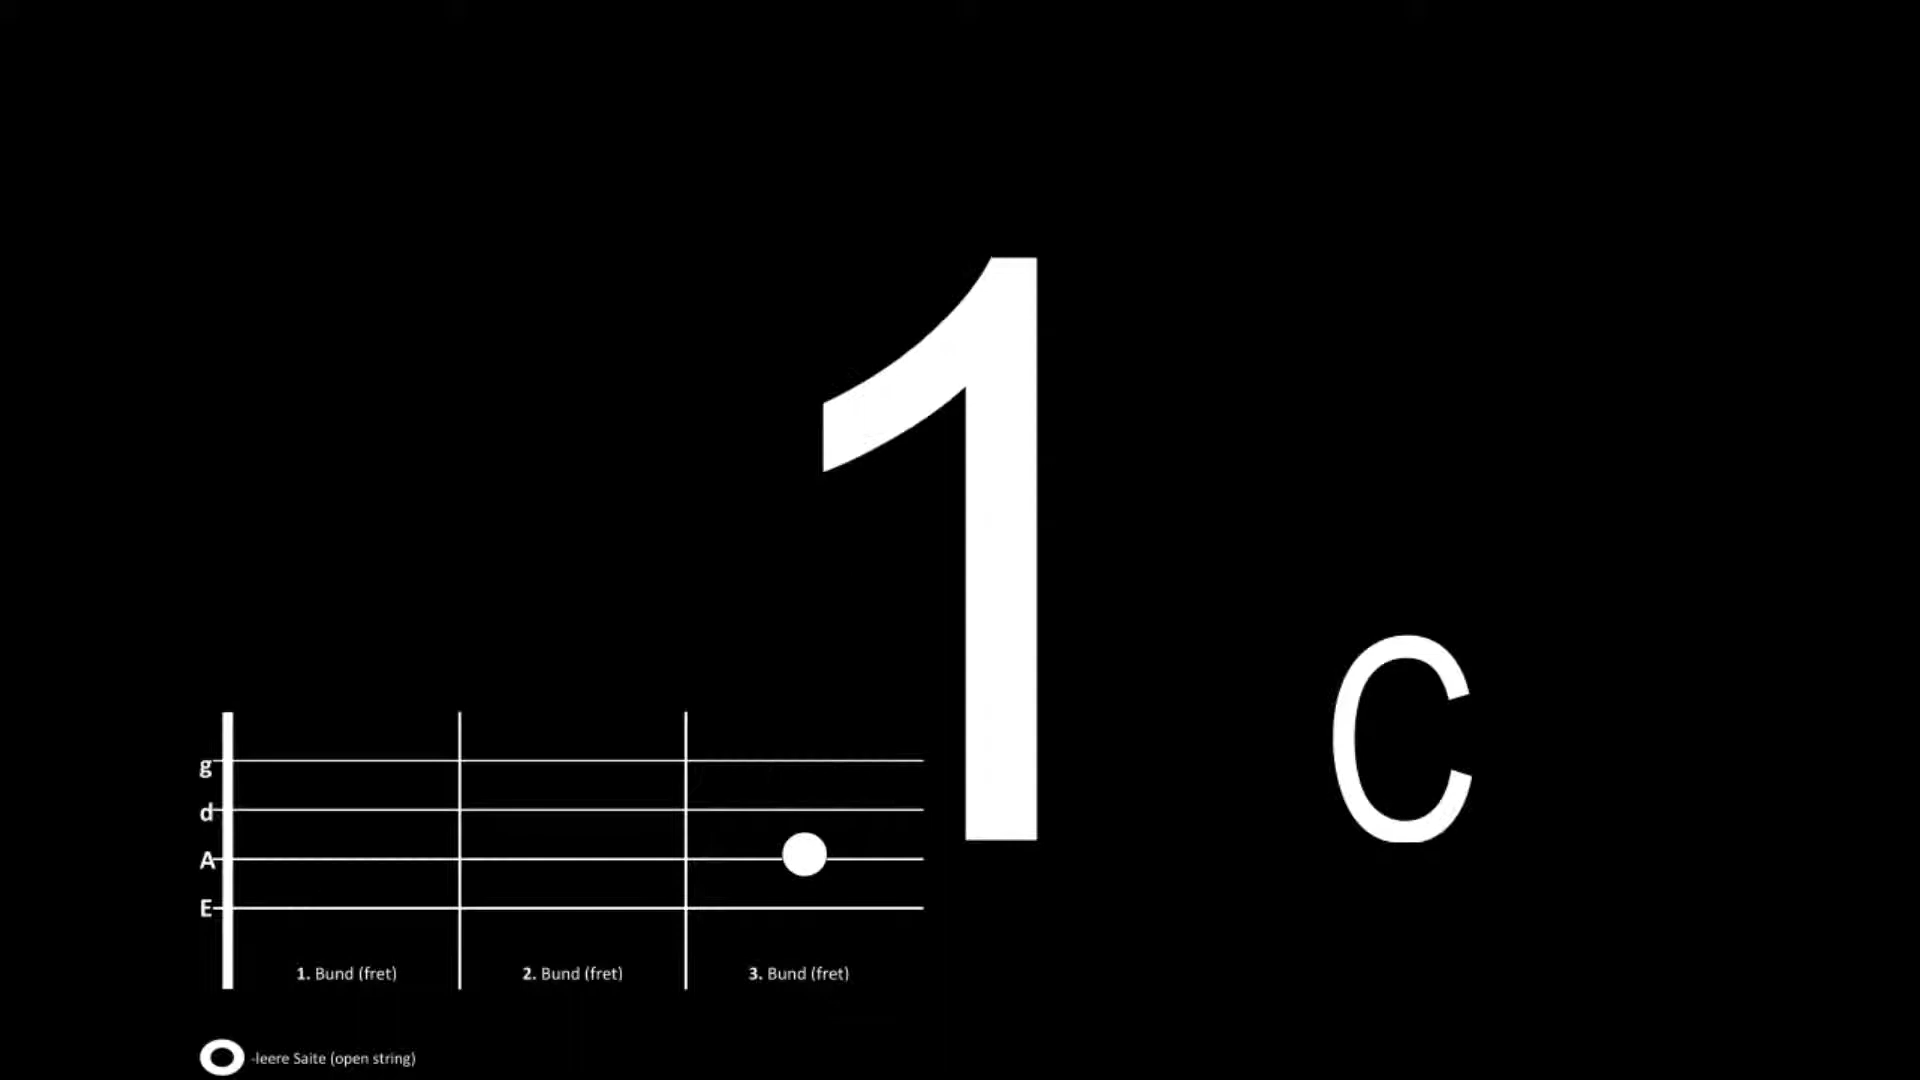 1
C
g
d
A
E
1. Bund (fret) 2. Bund (fret) 3. Bund (fret)
-leere Saite (open string)